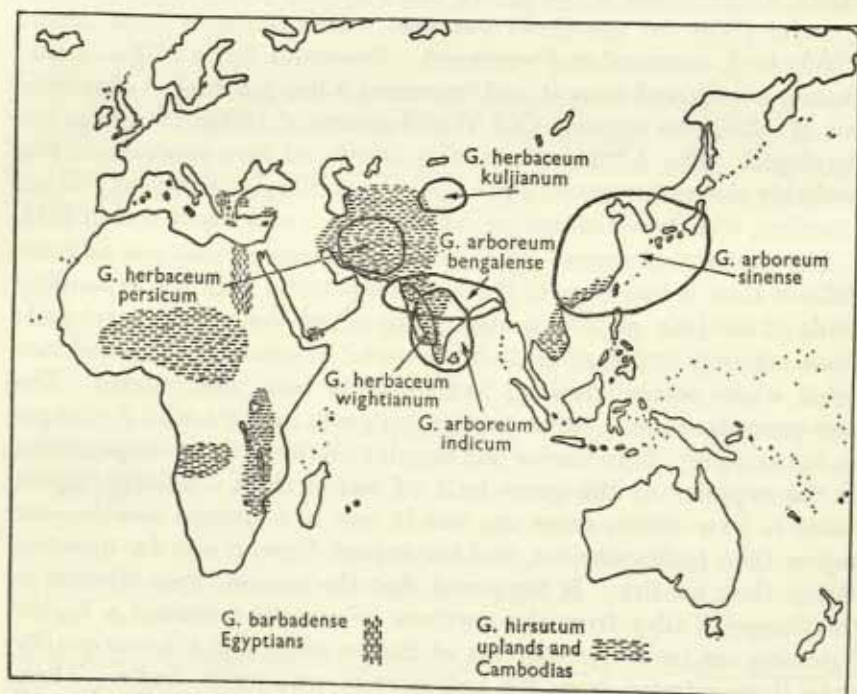 G. herbaceum
kuljianum
G. arboreum
bengalense
G. arboreum
sinense
G. herbaceum
persicum
G. herbaceum
wightianum
G. arboreum
indicum
G. barbadense
Egyptians
G. hirsutum
uplands and
Cambodias